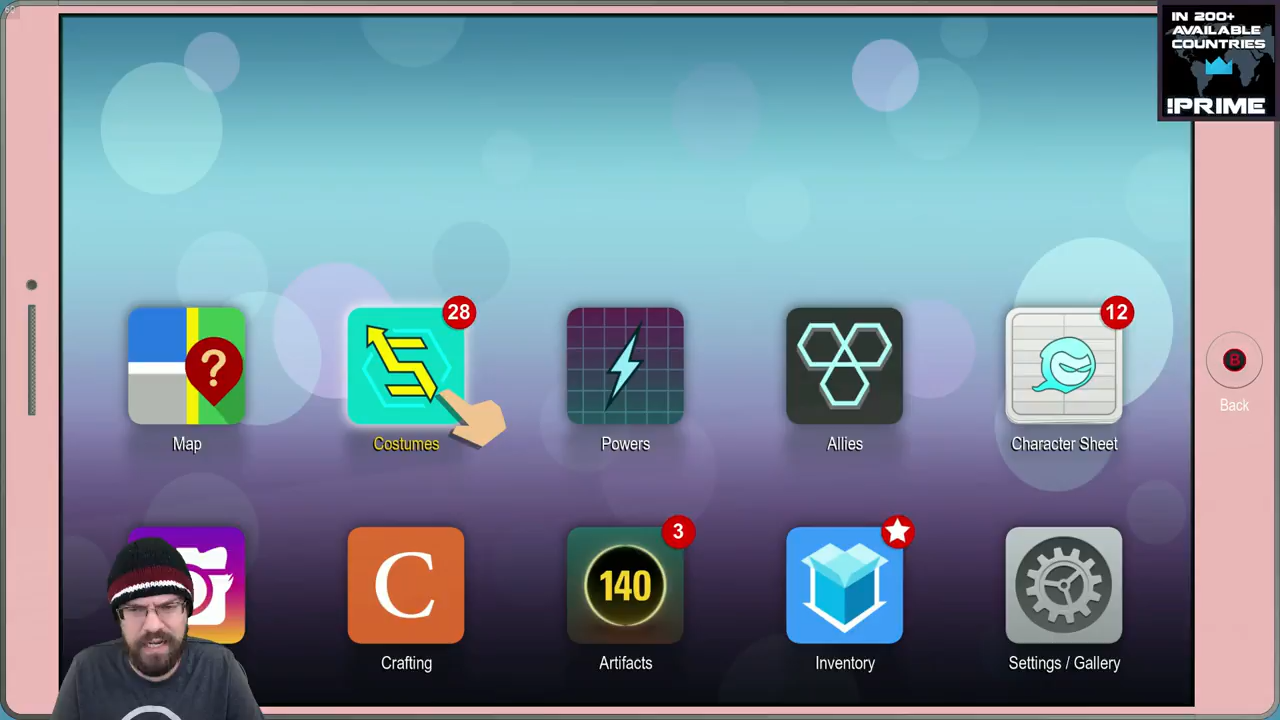 IN 200+
AVAILABLE
COUNTRIES
!PRIME
28
12
?
B
Back
Map
Costumes
Powers
Allies
Character Sheet
3
C
140
Crafting
Artifacts
Inventory
Settings / Gallery